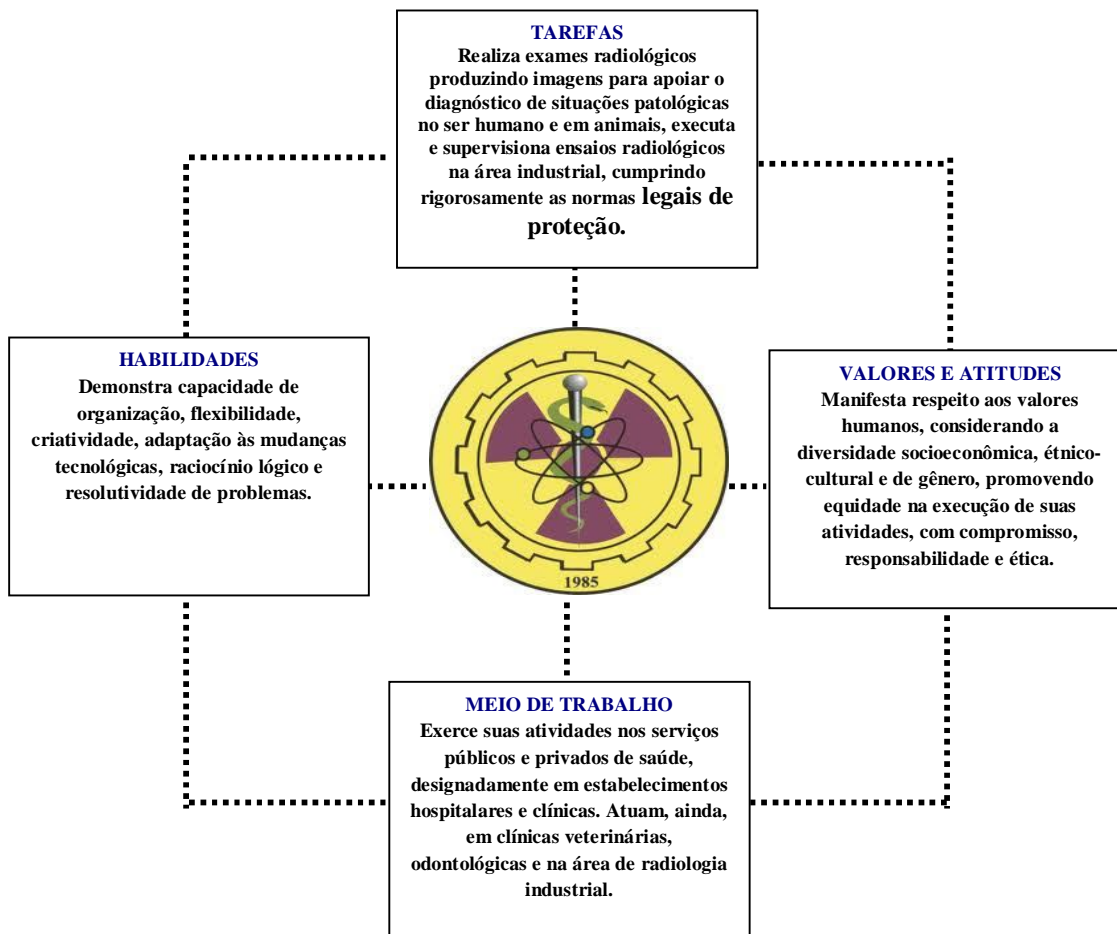 TAREFAS
Realiza exames radiológicos
produzindo imagens para apoiar o
diagnóstico de situações patológicas
no ser humano e em animais, executa
e supervisiona ensaios radiológicos
na área industrial, cumprindo
rigorosamente as normas legais de
proteção.
HABILIDADES
Demonstra capacidade de
organização, flexibilidade,
criatividade, adaptação às mudanças
tecnológicas, raciocínio lógico e
resolutividade de problemas.
1985
VALORES E ATITUDES
Manifesta respeito aos valores
humanos, considerando a
diversidade socioeconômica, étnico-
cultural e de gênero, promovendo
equidade na execução de suas
atividades, com compromisso,
responsabilidade e ética.
MEIO DE TRABALHO
Exerce suas atividades nos serviços
públicos e privados de saúde,
designadamente em estabelecimentos
hospitalares e clínicas. Atuam, ainda,
em clínicas veterinárias,
odontológicas e na área de radiologia
industrial.